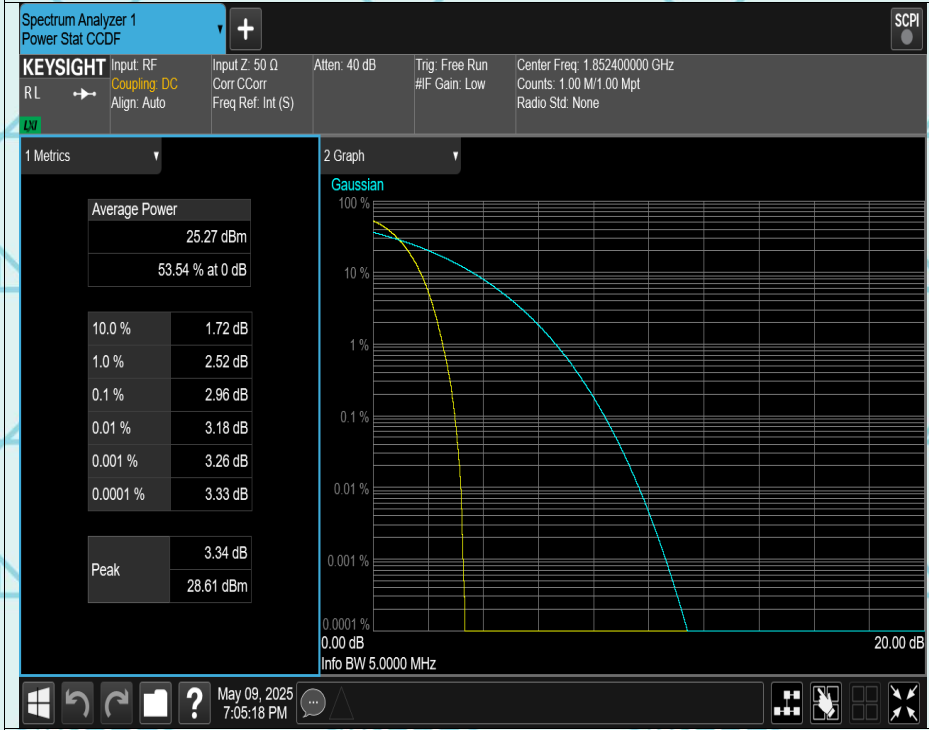 Spectrum Analyzer 1
Power Stat CCDF
+
SCPI
KEYSIGHT
RL
LXI
Input: RF
Coupling: DC
Align: Auto
Input Z: 50 Ω
Corr CCorr
Freq Ref: Int (S)
Atten: 40 dB
Trig: Free Run
#IF Gain: Low
Center Freq: 1.852400000 GHz
Counts: 1.00 M/1.00 Mpt
Radio Std: None
1 Metrics
Average Power
25.27 dBm
53.54 % at 0 dB
10.0 % 1.72 dB
1.0 % 2.52 dB
0.1 % 2.96 dB
0.01 % 3.18 dB
0.001 % 3.26 dB
0.0001 % 3.33 dB
Peak
3.34 dB
28.61 dBm
2 Graph
Gaussian
100 %
10 %
1 %
0.1 %
0.01 %
0.001 %
0.0001 %
0.00 dB 20.00 dB
Info BW 5.0000 MHz
?
May 09, 2025
7:05:18 PM